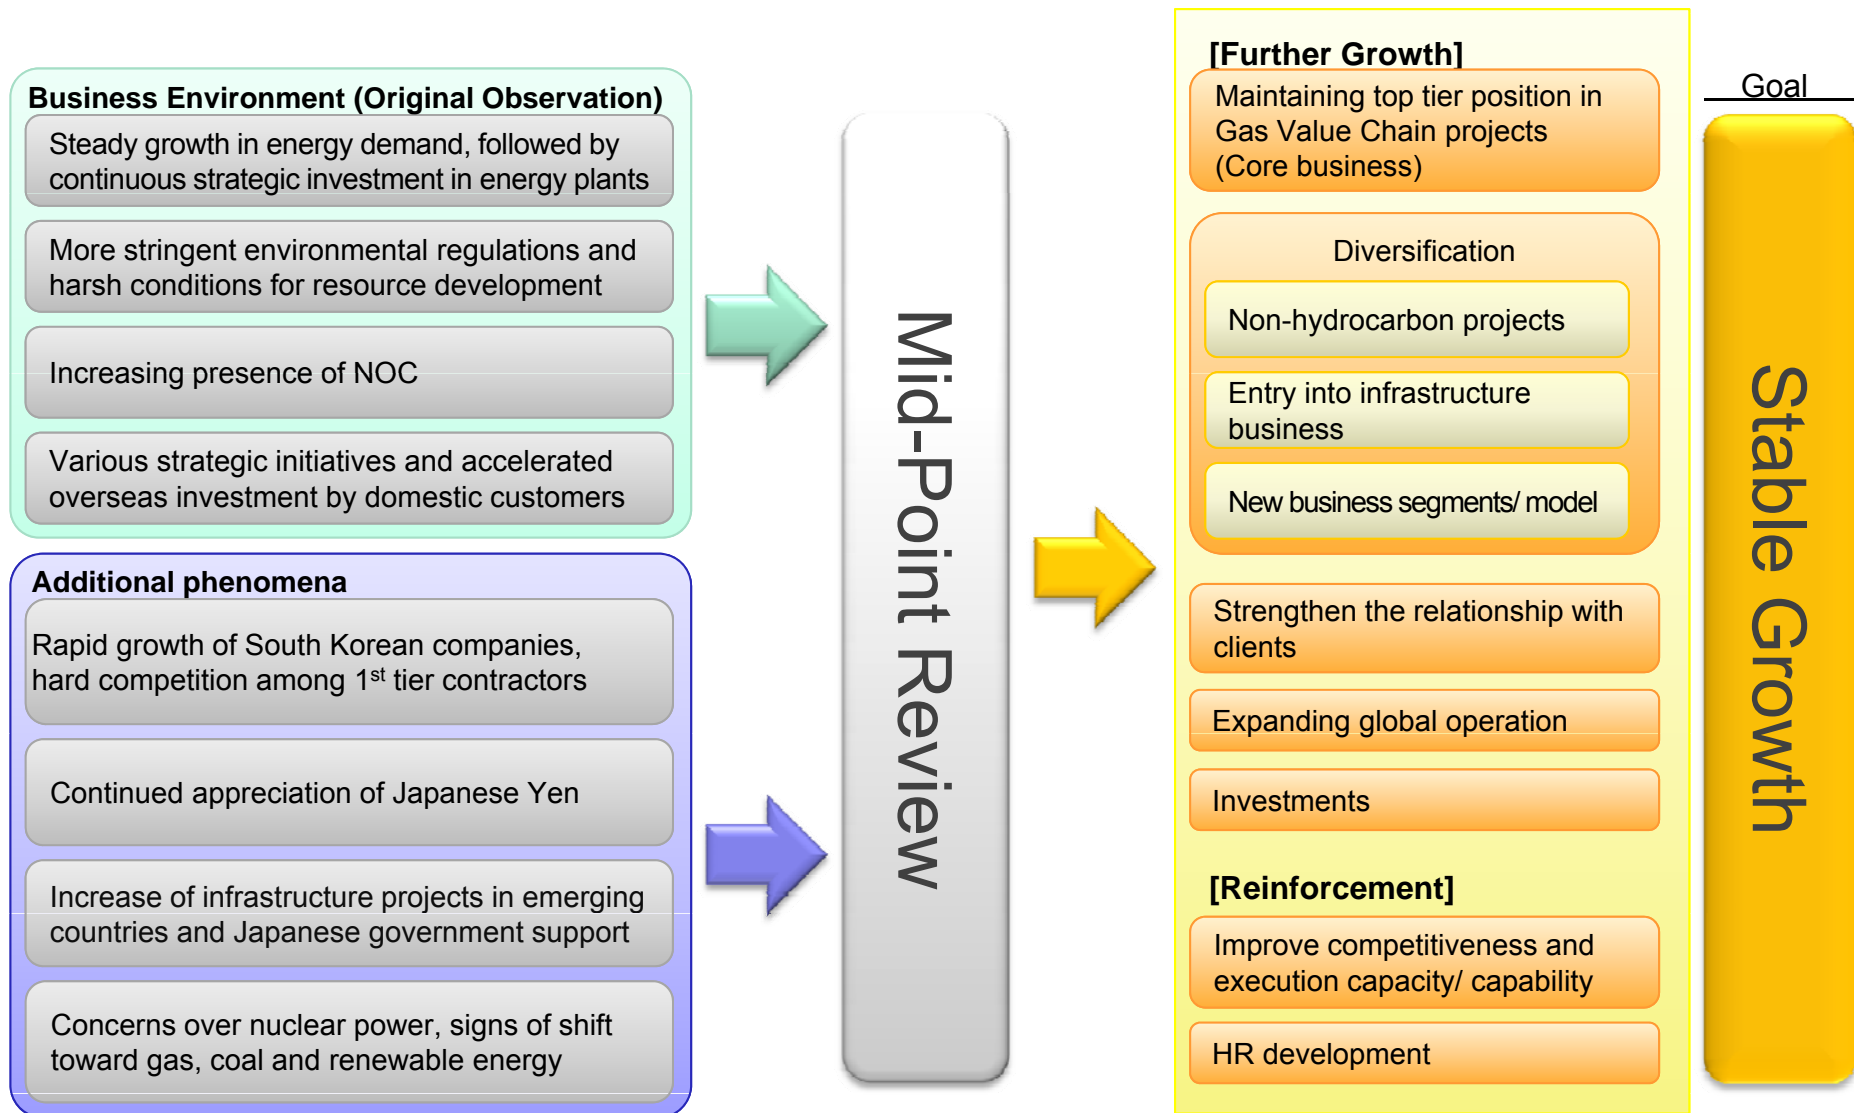 Business Environment (Original Observation)
Steady growth in energy demand, followed by
continuous strategic investment in energy plants
More stringent environmental regulations and
harsh conditions for resource development
Increasing presence of NOC
Various strategic initiatives and accelerated
overseas investment by domestic customers
Additional phenomena
Rapid growth of South Korean companies,
hard competition among 1st tier contractors
Continued appreciation of Japanese Yen
Increase of infrastructure projects in emerging
countries and Japanese government support
Concerns over nuclear power, signs of shift
toward gas, coal and renewable energy
Mid-Point Review
[Further Growth]
Maintaining top tier position in
Gas Value Chain projects
(Core business)
Diversification
Non-hydrocarbon projects
Entry into infrastructure
business
New business segments/ model
Strengthen the relationship with
clients
Expanding global operation
Investments
[Reinforcement]
Improve competitiveness and
execution capacity/ capability
HR development
Goal
Stable Growth